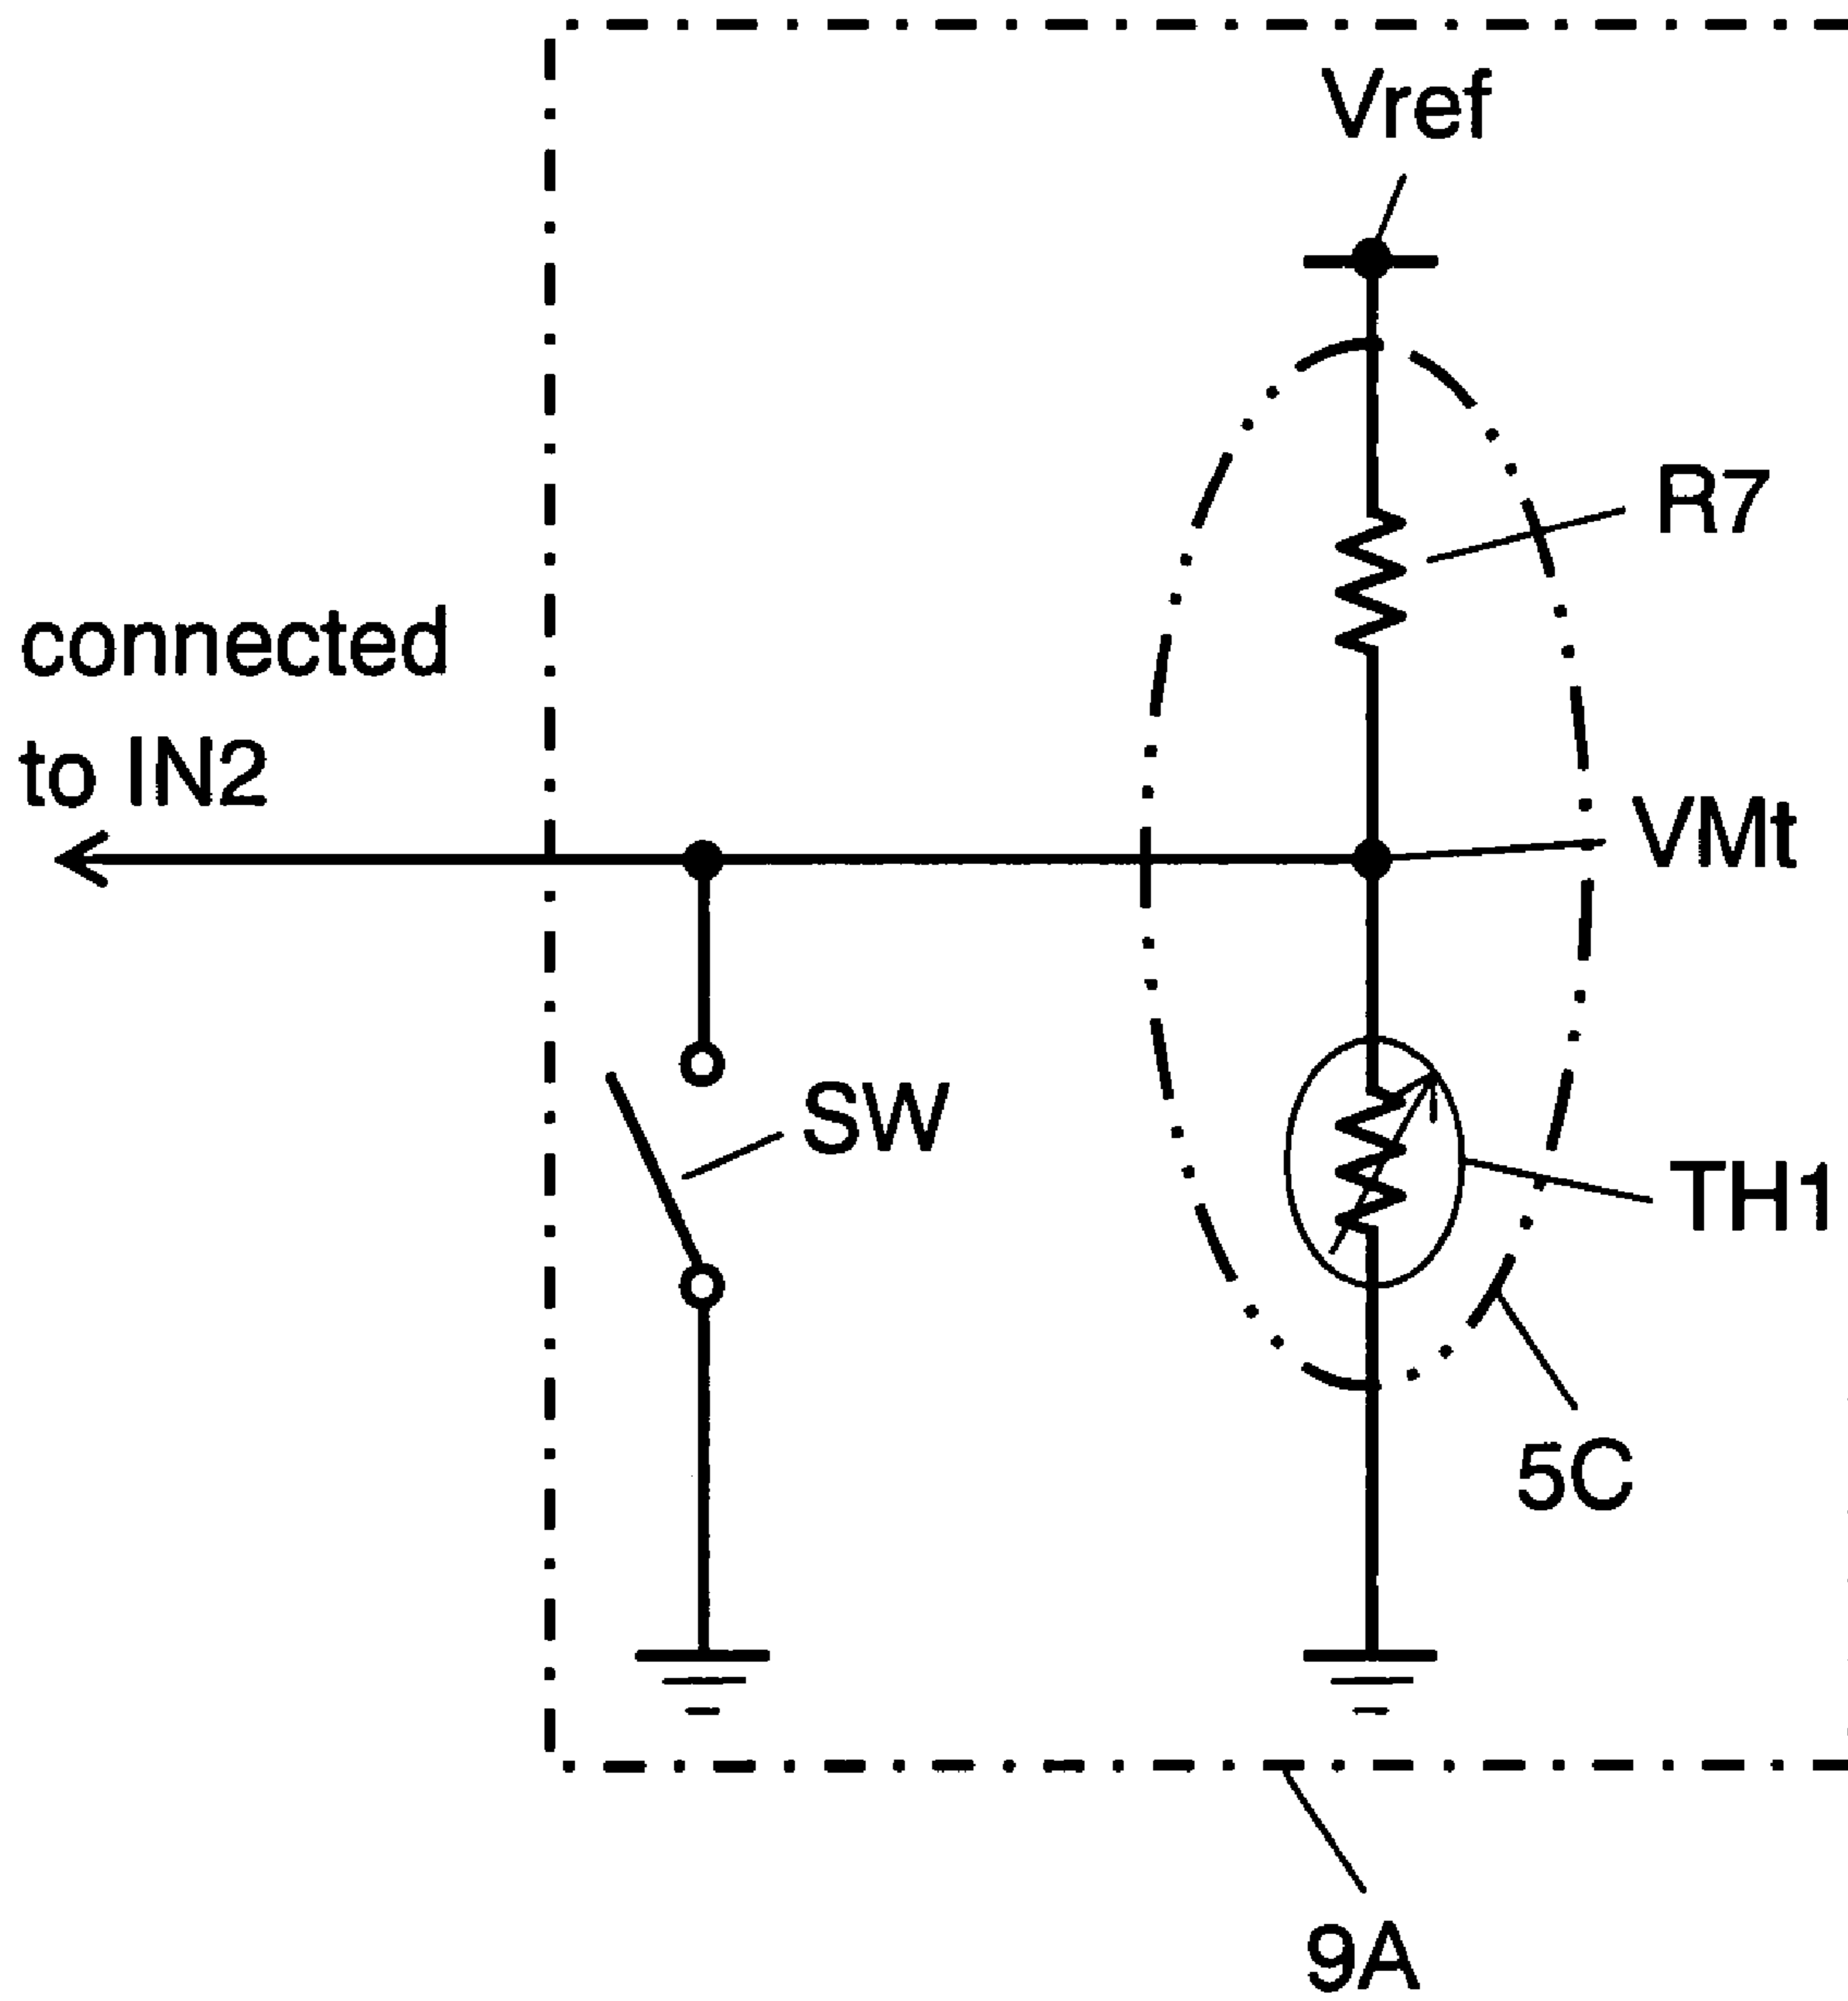 Vref
R7
connected
to IN2
VMt
SW
TH1
5C
9A